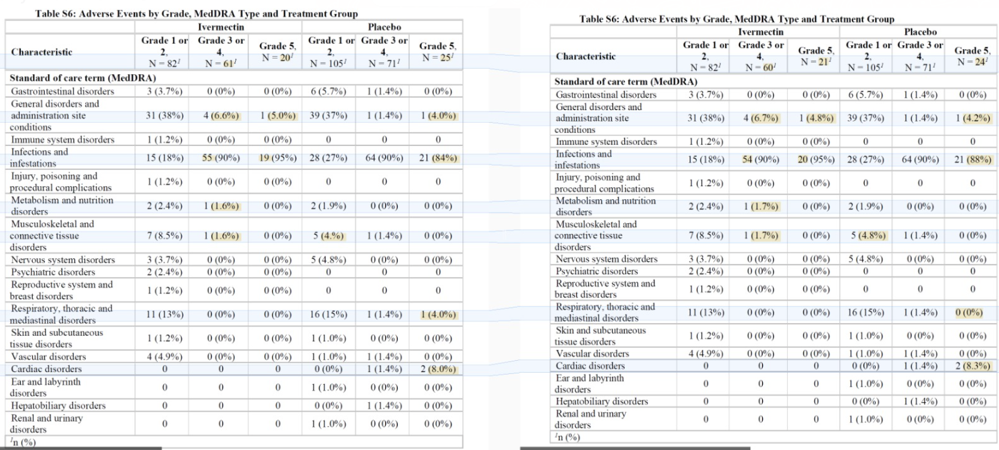 Table S6: Adverse Events by Grade, MedDRA Type and Treatment Group
Ivermectin Placebo
Characteristic Grade 1 or 2, N = 82¹ Grade 3 or 4, N = 61¹ Grade 5, N = 20¹ Grade 1 or 2, N = 105¹ Grade 3 or 4, N = 71¹ Grade 5, N = 25¹
Standard of care term (MedDRA)
Gastrointestinal disorders 3 (3.7%) 0 (0%) 0 (0%) 6 (5.7%) 1 (1.4%) 0 (0%)
General disorders and administration site conditions 31 (38%) 4 (6.6%) 1 (5.0%) 39 (37%) 1 (1.4%) 1 (4.0%)
Immune system disorders 1 (1.2%) 0 (0%) 0 (0%) 0 0 0
Infections and infestations 15 (18%) 55 (90%) 19 (95%) 28 (27%) 64 (90%) 21 (84%)
Injury, poisoning and procedural complications 1 (1.2%) 0 (0%) 0 (0%) 0 0 0
Metabolism and nutrition disorders 2 (2.4%) 1 (1.6%) 0 (0%) 2 (1.9%) 0 (0%) 0 (0%)
Musculoskeletal and connective tissue disorders 7 (8.5%) 1 (1.6%) 0 (0%) 5 (4.%) 1 (1.4%) 0 (0%)
Nervous system disorders 3 (3.7%) 0 (0%) 0 (0%) 5 (4.8%) 0 (0%) 0 (0%)
Psychiatric disorders 2 (2.4%) 0 (0%) 0 (0%) 0 0 0
Reproductive system and breast disorders 1 (1.2%) 0 (0%) 0 (0%) 0 0 0
Respiratory, thoracic and mediastinal disorders 11 (13%) 0 (0%) 0 (0%) 16 (15%) 1 (1.4%) 1 (4.0%)
Skin and subcutaneous tissue disorders 1 (1.2%) 0 (0%) 0 (0%) 1 (1.0%) 0 (0%) 0 (0%)
Vascular disorders 4 (4.9%) 0 (0%) 0 (0%) 1 (1.0%) 1 (1.4%) 0 (0%)
Cardiac disorders 0 0 0 0 (0%) 1 (1.4%) 2 (8.0%)
Ear and labyrinth disorders 0 0 0 1 (1.0%) 0 (0%) 0 (0%)
Hepatobiliary disorders 0 0 0 0 (0%) 1 (1.4%) 0 (0%)
Renal and urinary disorders 0 0 0 1 (1.0%) 0 (0%) 0 (0%)
¹n (%)
Table S6: Adverse Events by Grade, MedDRA Type and Treatment Group
Ivermectin Placebo
Characteristic Grade 1 or 2, N = 82¹ Grade 3 or 4, N = 60¹ Grade 5, N = 21¹ Grade 1 or 2, N = 105¹ Grade 3 or 4, N = 71¹ Grade 5, N = 24¹
Standard of care term (MedDRA)
Gastrointestinal disorders 3 (3.7%) 0 (0%) 0 (0%) 6 (5.7%) 1 (1.4%) 0 (0%)
General disorders and administration site conditions 31 (38%) 4 (6.7%) 1 (4.8%) 39 (37%) 1 (1.4%) 1 (4.2%)
Immune system disorders 1 (1.2%) 0 (0%) 0 (0%) 0 0 0
Infections and infestations 15 (18%) 54 (90%) 20 (95%) 28 (27%) 64 (90%) 21 (88%)
Injury, poisoning and procedural complications 1 (1.2%) 0 (0%) 0 (0%) 0 0 0
Metabolism and nutrition disorders 2 (2.4%) 1 (1.7%) 0 (0%) 2 (1.9%) 0 (0%) 0 (0%)
Musculoskeletal and connective tissue disorders 7 (8.5%) 1 (1.7%) 0 (0%) 5 (4.8%) 1 (1.4%) 0 (0%)
Nervous system disorders 3 (3.7%) 0 (0%) 0 (0%) 5 (4.8%) 0 (0%) 0 (0%)
Psychiatric disorders 2 (2.4%) 0 (0%) 0 (0%) 0 0 0
Reproductive system and breast disorders 1 (1.2%) 0 (0%) 0 (0%) 0 0 0
Respiratory, thoracic and mediastinal disorders 11 (13%) 0 (0%) 0 (0%) 16 (15%) 1 (1.4%) 0 (0%)
Skin and subcutaneous tissue disorders 1 (1.2%) 0 (0%) 0 (0%) 1 (1.0%) 0 (0%) 0 (0%)
Vascular disorders 4 (4.9%) 0 (0%) 0 (0%) 1 (1.0%) 1 (1.4%) 0 (0%)
Cardiac disorders 0 0 0 0 (0%) 1 (1.4%) 2 (8.3%)
Ear and labyrinth disorders 0 0 0 1 (1.0%) 0 (0%) 0 (0%)
Hepatobiliary disorders 0 0 0 0 (0%) 1 (1.4%) 0 (0%)
Renal and urinary disorders 0 0 0 1 (1.0%) 0 (0%) 0 (0%)
¹n (%)